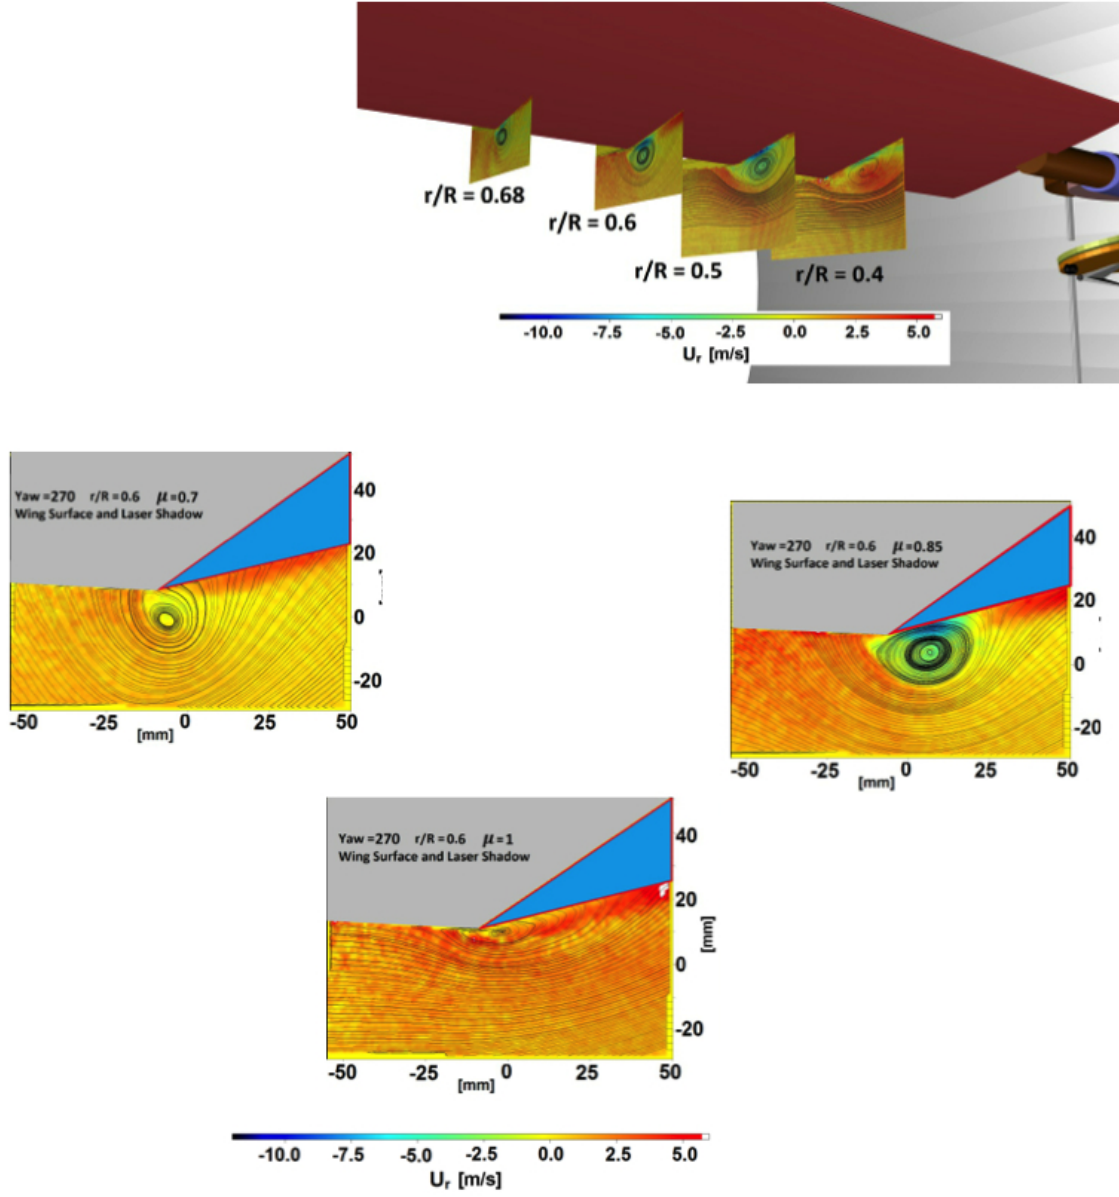 r/R = 0.68
r/R = 0.6
r/R = 0.5
r/R = 0.4
-10.0 -7.5 -5.0 -2.5 0.0 2.5 5.0
Ur [m/s]
Yaw =270 r/R=0.6 μ=0.7
Wing Surface and Laser Shadow
40
20
0
-20
-50 -25 0 25 50
[mm]
Yaw =270 r/R=0.6 μ=0.85
Wing Surface and Laser Shadow
40
20
0
-20
-50 -25 0 25 50
[mm]
Yaw =270 r/R=0.6 μ=1
Wing Surface and Laser Shadow
40
20
[mm]
0
-20
-50 -25 0 25 50
[mm]
-10.0 -7.5 -5.0 -2.5 0.0 2.5 5.0
Ur [m/s]